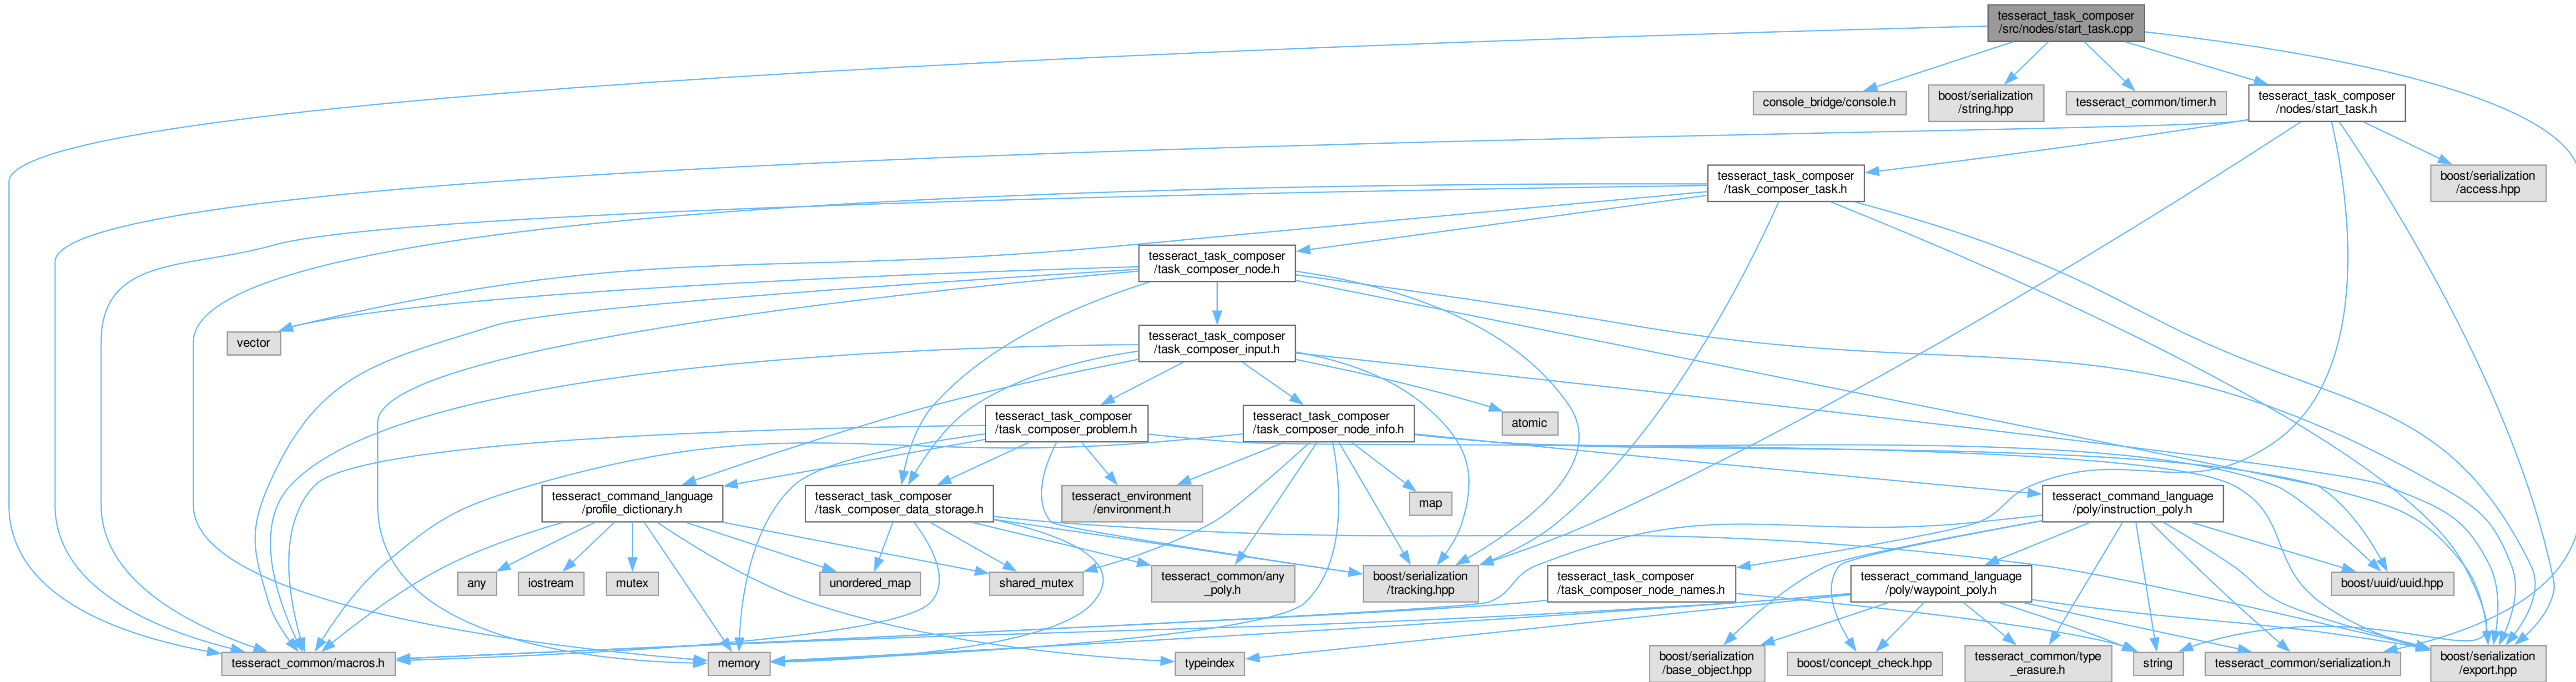 tesseract_task_composer
/src/nodes/start_task.cpp
console_bridge/console.h
boost/serialization
/string.hpp
tesseract_common/timer.h
tesseract_task_composer
/nodes/start_task.h
tesseract_task_composer
/task_composer_task.h
boost/serialization
/access.hpp
tesseract_task_composer
/task_composer_node.h
vector
tesseract_task_composer
/task_composer_input.h
tesseract_task_composer
/task_composer_problem.h
tesseract_task_composer
/task_composer_node_info.h
atomic
tesseract_command_language
/profile_dictionary.h
tesseract_task_composer
/task_composer_data_storage.h
tesseract_environment
/environment.h
map
tesseract_command_language
/poly/instruction_poly.h
any
iostream
mutex
unordered_map
shared_mutex
tesseract_common/any
_poly.h
boost/serialization
/tracking.hpp
tesseract_task_composer
/task_composer_node_names.h
tesseract_command_language
/poly/waypoint_poly.h
boost/uuid/uuid.hpp
tesseract_common/macros.h
memory
typeindex
boost/serialization
/base_object.hpp
boost/concept_check.hpp
tesseract_common/type
_erasure.h
string
tesseract_common/serialization.h
boost/serialization
/export.hpp